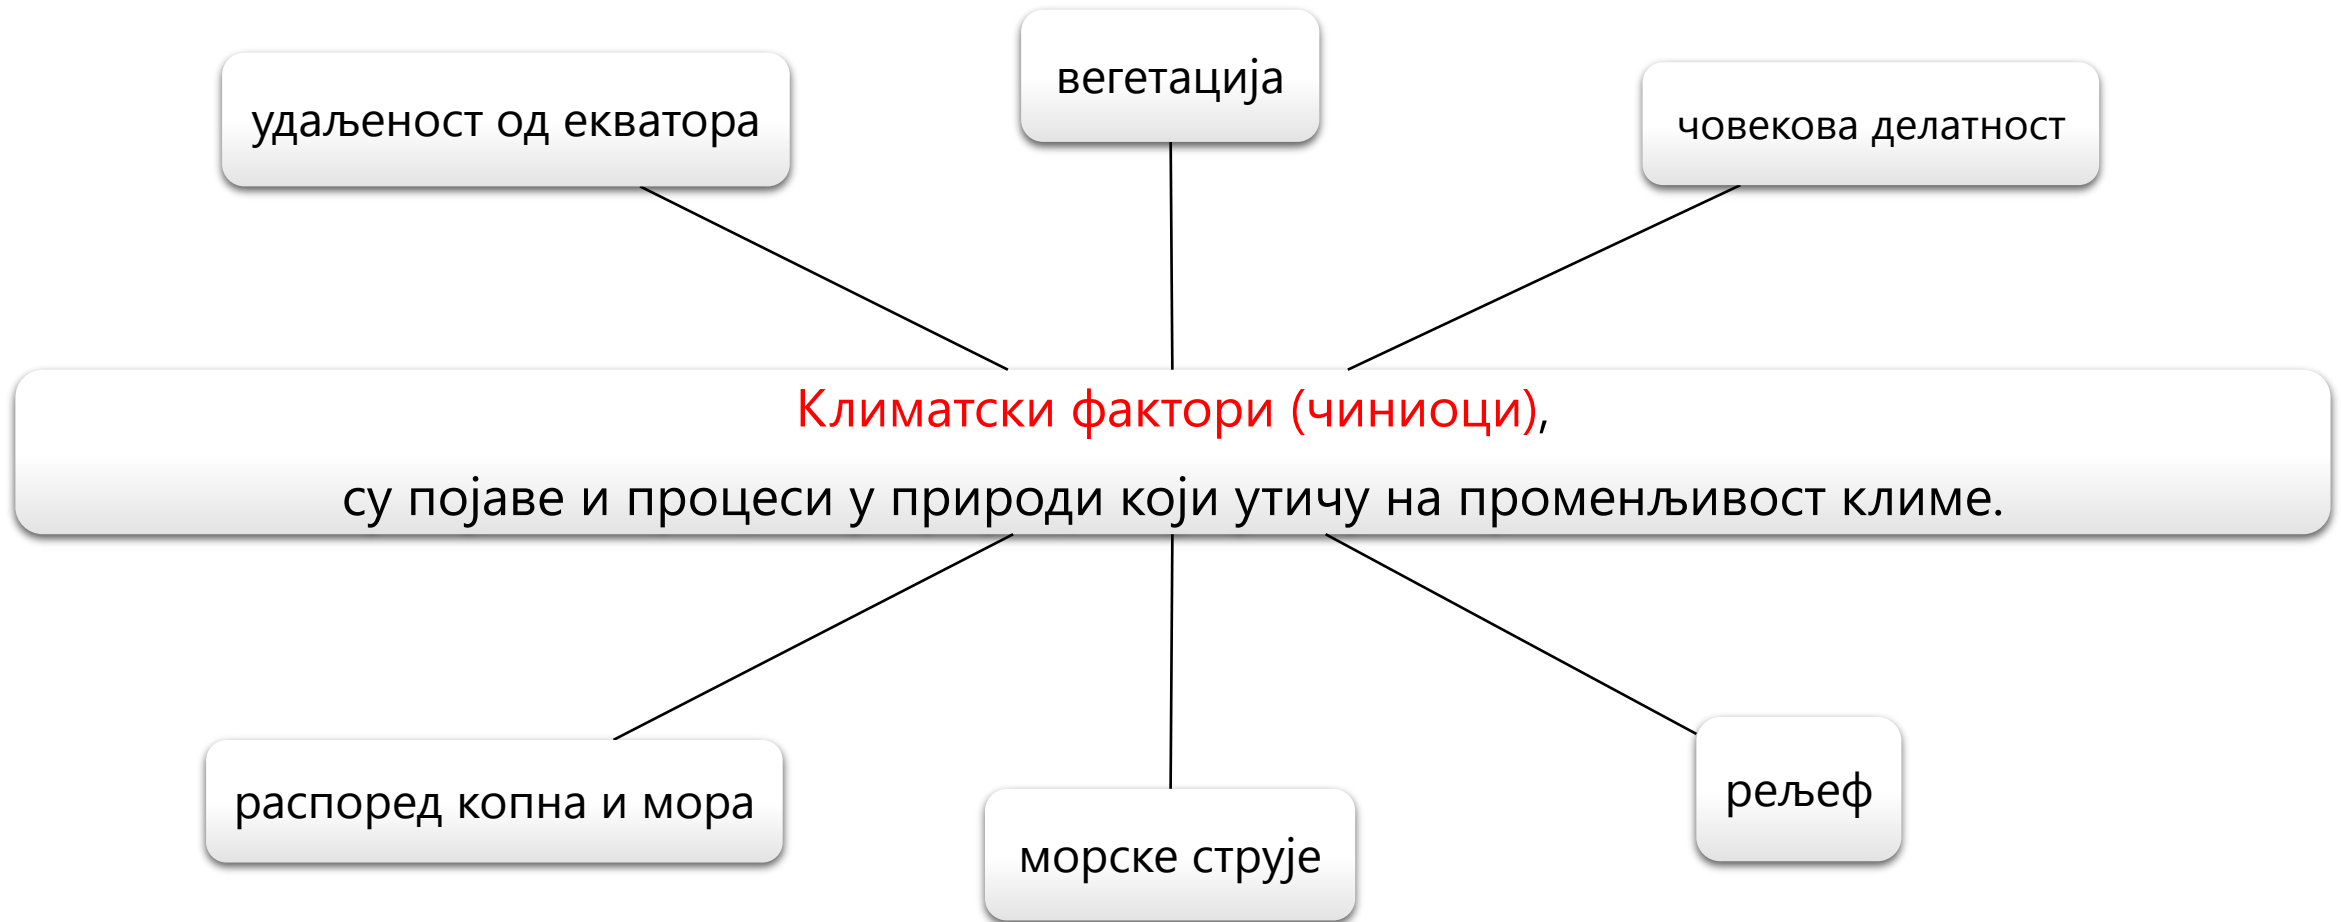 удаљеност од екватора
вегетација
човекова делатност
Климатски фактори (чиниоци),
су појаве и процеси у природи који утичу на променљивост климе.
распоред копна и мора
морске струје
рељеф